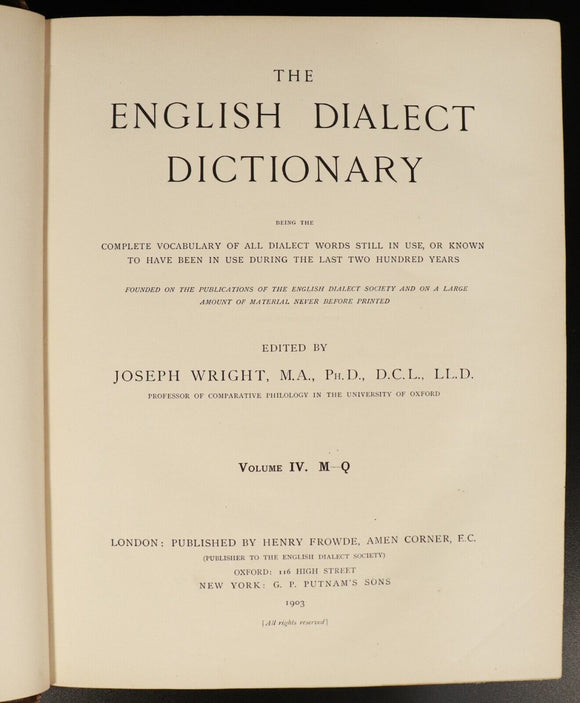 THE
ENGLISH DIALECT
DICTIONARY
BEING THE
COMPLETE VOCABULARY OF ALL DIALECT WORDS STILL IN USE, OR KNOWN
TO HAVE BEEN IN USE DURING THE LAST TWO HUNDRED YEARS
FOUNDED ON THE PUBLICATIONS OF THE ENGLISH DIALECT SOCIETY AND ON A LARGE
AMOUNT OF MATERIAL NEVER BEFORE PRINTED
EDITED BY
JOSEPH WRIGHT, M.A., Ph.D., D.C.L., LL.D.
PROFESSOR OF COMPARATIVE PHILOLOGY IN THE UNIVERSITY OF OXFORD
Volume IV. M—Q
LONDON: PUBLISHED BY HENRY FROWDE, AMEN CORNER, E.C.
(PUBLISHER TO THE ENGLISH DIALECT SOCIETY)
OXFORD: 116 HIGH STREET
NEW YORK: G. P. PUTNAM'S SONS
1903
[All rights reserved]